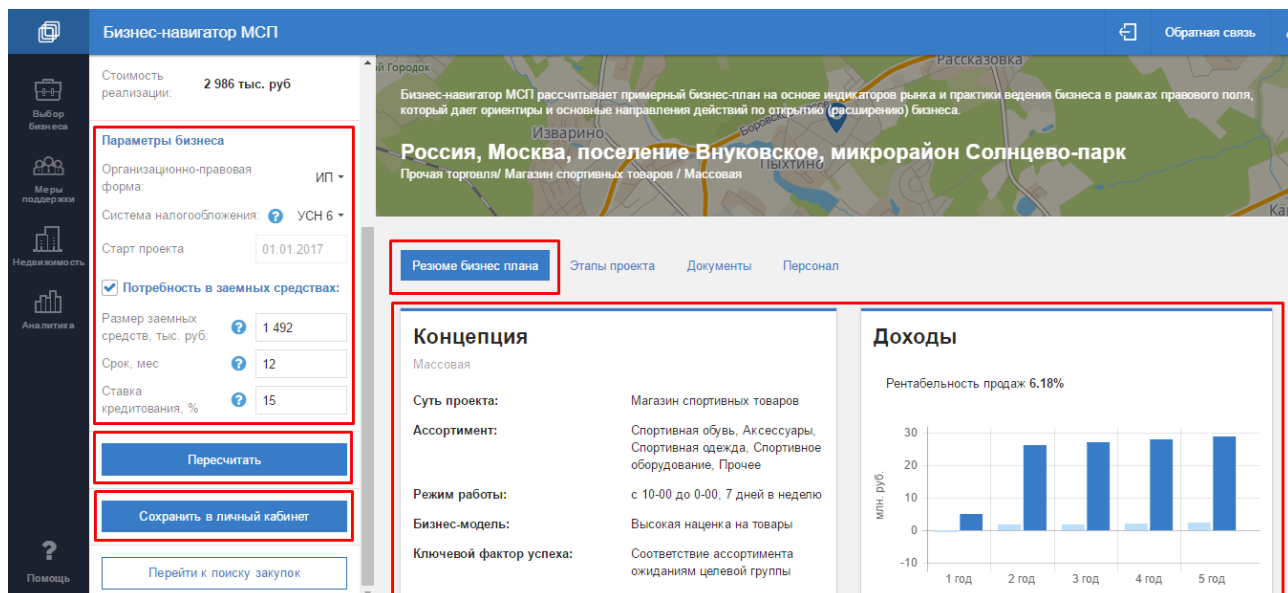 Бизнес-навигатор МСП
Обратная связь
Выбор
бизнеса
Меры
поддержки
Недвижимость
Аналитика
?
Помощь
Стоимость
реализации:
2 986 тыс. руб
Параметры бизнеса
Организационно-правовая
форма:
ИП
Система налогообложения: ? УСН 6
Старт проекта 01.01.2017
Потребность в заемных средствах:
Размер заемных
средств, тыс. руб:
? 1 492
Срок, мес ? 12
Ставка
кредитования, %
? 15
Пересчитать
Сохранить в личный кабинет
Перейти к поиску закупок
й Городок
Рассказовка
Бизнес-навигатор МСП рассчитывает примерный бизнес-план на основе индикаторов рынка и практики ведения бизнеса в рамках правового поля,
который дает ориентиры и основные направления действий по открытию (расширению) бизнеса.
Изварино
Россия, Москва, поселение Внуковское, микрорайон Солнцево-парк
Пыхтино
Прочая торговля/ Магазин спортивных товаров / Массовая
Резюме бизнес плана Этапы проекта Документы Персонал
Концепция
Массовая
Суть проекта: Магазин спортивных товаров
Ассортимент: Спортивная обувь, Аксессуары,
Спортивная одежда, Спортивное
оборудование, Прочее
Режим работы: с 10-00 до 0-00, 7 дней в неделю
Бизнес-модель: Высокая наценка на товары
Ключевой фактор успеха: Соответствие ассортимента
ожиданиям целевой группы
Доходы
Рентабельность продаж 6.18%
млн. руб.
30
20
10
0
-10
1 год 2 год 3 год 4 год 5 год